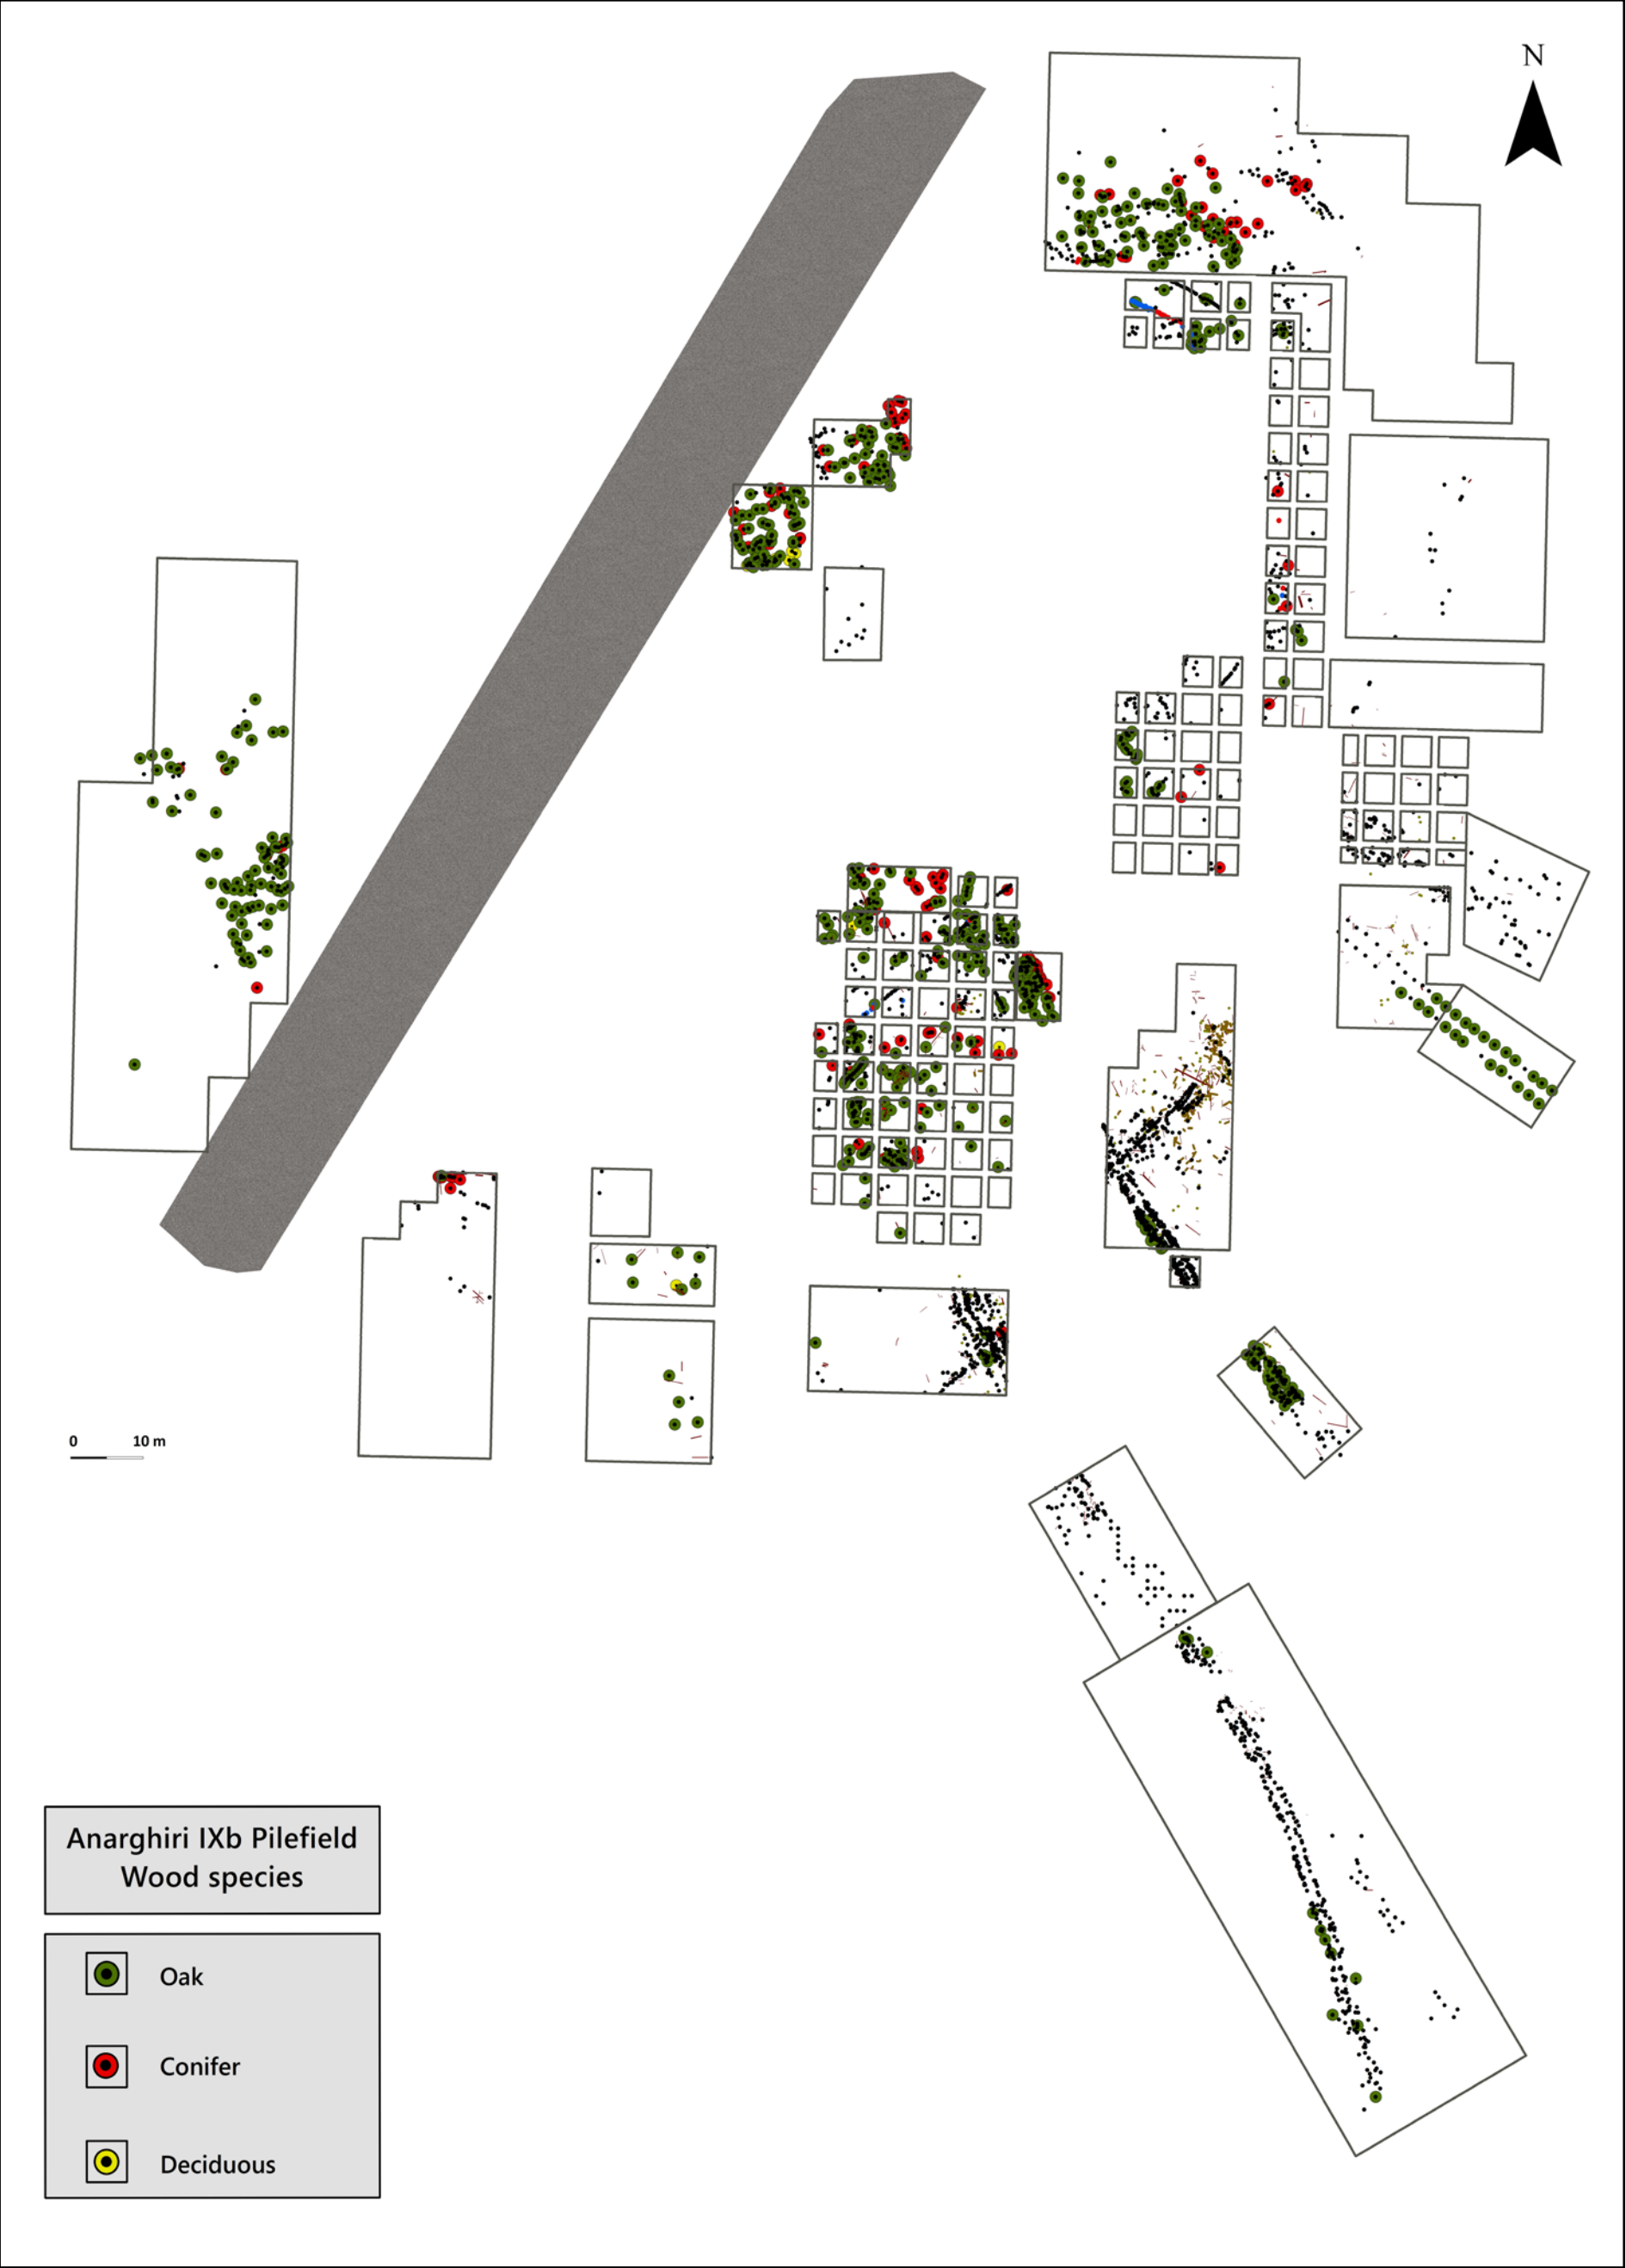 N
0 10 m
Anarghiri IXb Pilefield
Wood species
Oak
Conifer
Deciduous